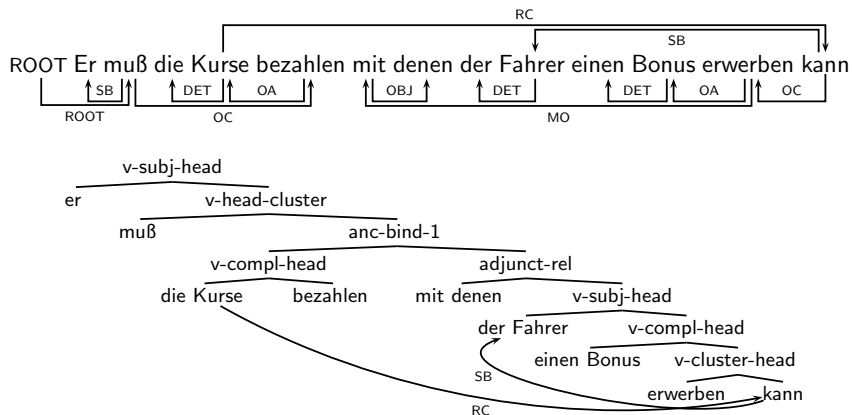 RC
SB
ROOT Er muß die Kurse bezahlen mit denen der Fahrer einen Bonus erwerben kann
SB DET OA OBJ DET DET OA OC
ROOT OC MO
v-subj-head
er v-head-cluster
muß anc-bind-1
v-compl-head adjunct-rel
die Kurse bezahlen mit denen v-subj-head
der Fahrer v-compl-head
einen Bonus v-cluster-head
SB
erwerben kann
RC